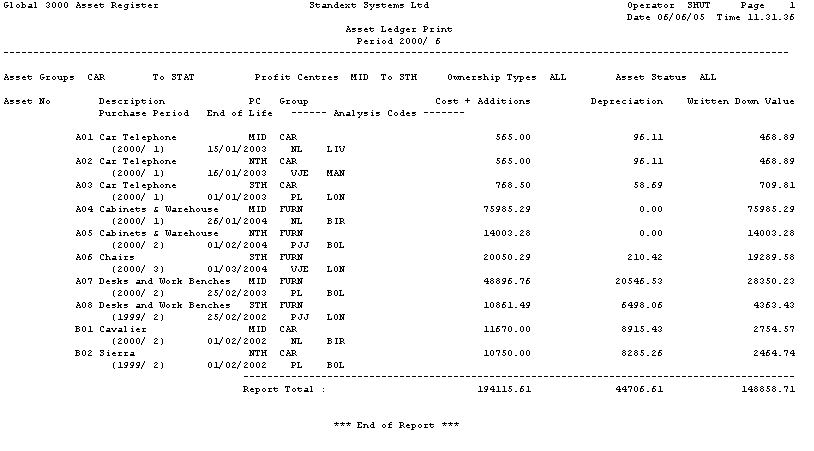 Global 3000 Asset Register Standext Systems Ltd Operator SHUT Page 1
Date 06/06/05 Time 11.31.36
Asset Ledger Print
Period 2000/ 6
Asset Groups CAR To STAT Profit Centres MID To STH Ownership Types ALL Asset Status ALL
Asset No Description PC Group Cost + Additions Depreciation Written Down Value
Purchase Period End of Life ------ Analysis Codes -------
A01 Car Telephone MID CAR 565.00 96.11 468.89
(2000/ 1) 15/01/2003 NL LIV
A02 Car Telephone NTH CAR 565.00 96.11 468.89
(2000/ 1) 16/01/2003 VJE MAN
A03 Car Telephone STH CAR 768.50 58.69 709.81
(2000/ 1) 01/01/2003 PL LON
A04 Cabinets & Warehouse MID FURN 75985.29 0.00 75985.29
(2000/ 1) 26/01/2004 NL BIR
A05 Cabinets & Warehouse NTH FURN 14003.28 0.00 14003.28
(2000/ 2) 01/02/2004 PJJ BOL
A06 Chairs STH FURN 20050.29 210.42 19289.58
(2000/ 3) 01/03/2004 VJE LON
A07 Desks and Work Benches MID FURN 48896.76 20546.53 28350.23
(2000/ 2) 25/02/2003 PL BOL
A08 Desks and Work Benches STH FURN 10861.49 6498.06 4363.43
(1999/ 2) 25/02/2002 PJJ LON
B01 Cavalier MID CAR 11670.00 8915.43 2754.57
(2000/ 2) 01/02/2002 NL BIR
B02 Sierra NTH CAR 10750.00 8285.26 2464.74
(1999/ 2) 01/02/2002 PL BOL
Report Total : 194115.61 44706.61 148858.71
*** End of Report ***